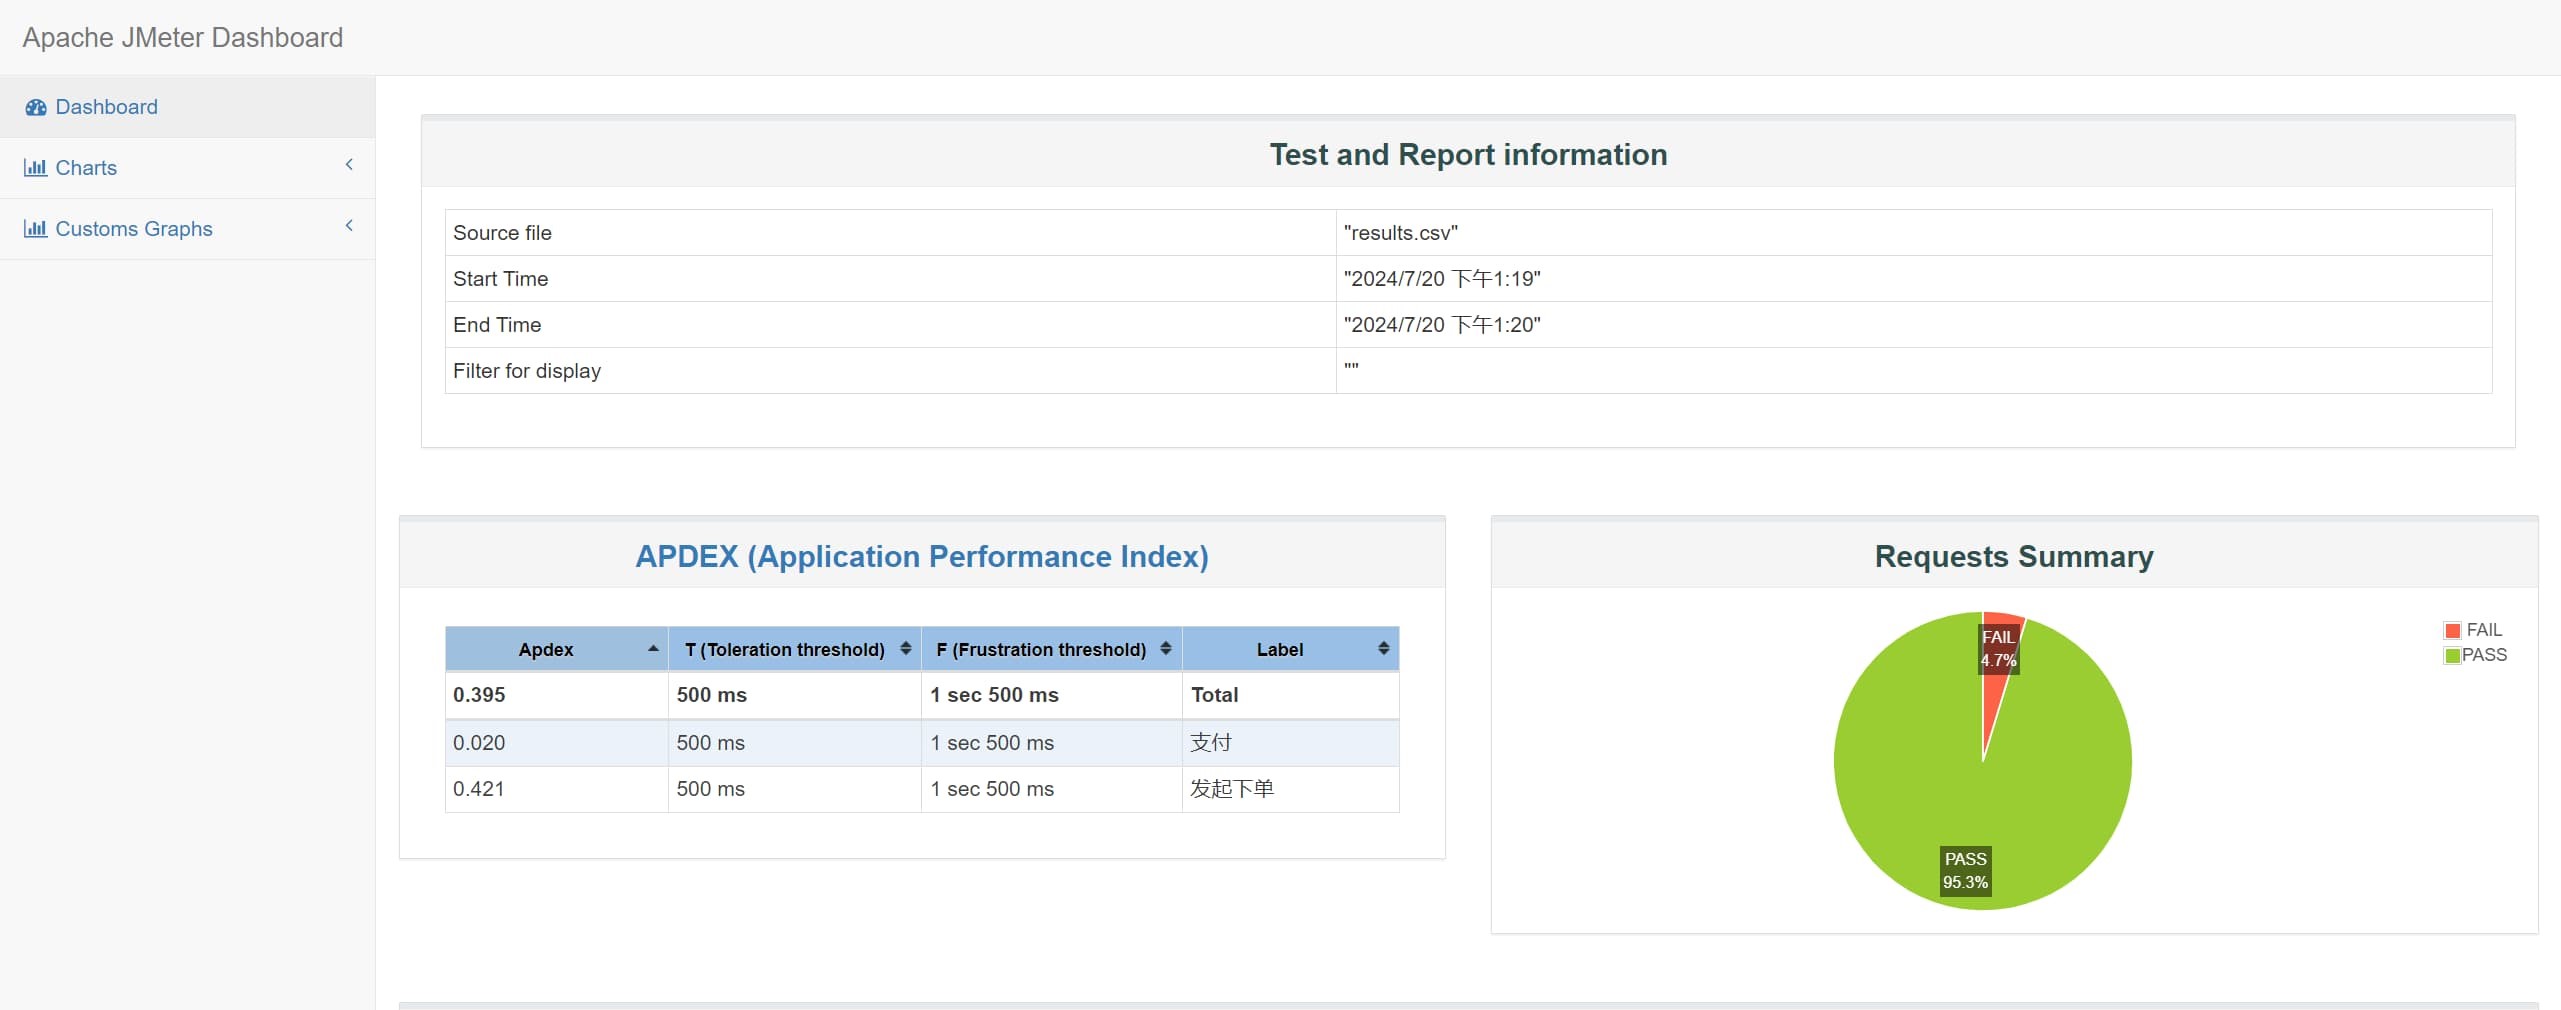 Apache JMeter Dashboard
Dashboard
Charts
Customs Graphs
Test and Report information
Source file "results.csv"
Start Time "2024/7/20 下午1:19"
End Time "2024/7/20 下午1:20"
Filter for display ""
APDEX (Application Performance Index)
Apdex T (Toleration threshold) F (Frustration threshold) Label
0.395 500 ms 1 sec 500 ms Total
0.020 500 ms 1 sec 500 ms 支付
0.421 500 ms 1 sec 500 ms 发起下单
Requests Summary
FAIL
4.7%
PASS
95.3%
FAIL
PASS